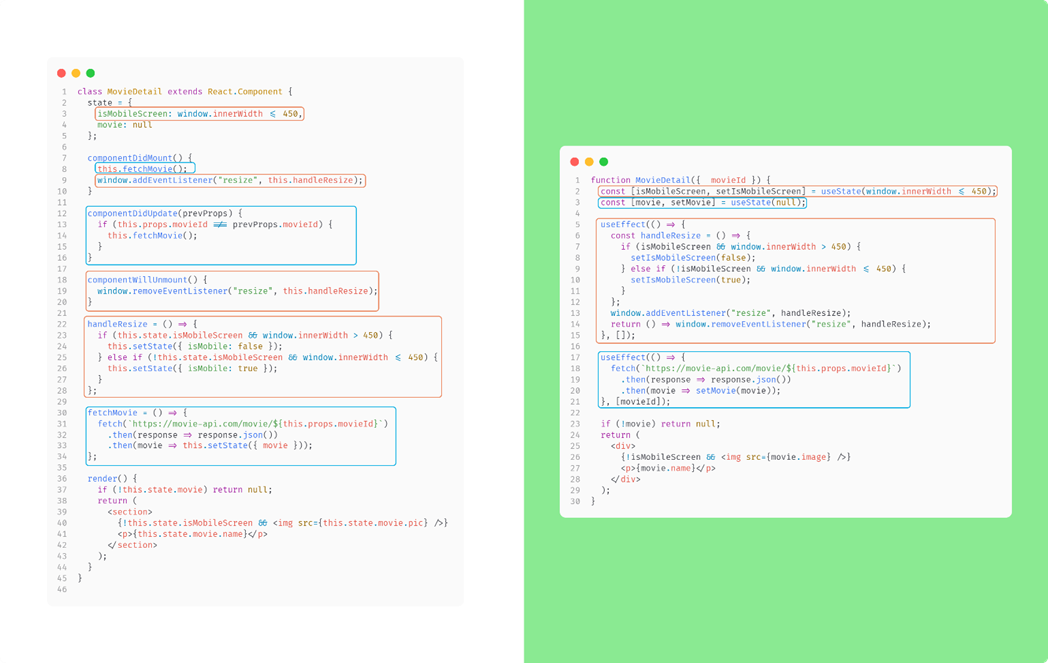 1 class MovieDetail extends React.Component {
2 state = {
3 isMobileScreen: window.innerWidth ≤ 450,
4 movie: null
5 };
6
7 componentDidMount() {
8 this.fetchMovie();
9 window.addEventListener("resize", this.handleResize);
10 }
11
12 componentDidUpdate(prevProps) {
13 if (this.props.movieId !== prevProps.movieId) {
14 this.fetchMovie();
15 }
16 }
17
18 componentWillUnmount() {
19 window.removeEventListener("resize", this.handleResize);
20 }
21
22 handleResize = () => {
23 if (this.state.isMobileScreen && window.innerWidth > 450) {
24 this.setState({ isMobile: false });
25 } else if (!this.state.isMobileScreen && window.innerWidth ≤ 450) {
26 this.setState({ isMobile: true });
27 }
28 };
29
30 fetchMovie = () => {
31 fetch(`https://movie-api.com/movie/${this.props.movieId}`)
32 .then(response => response.json())
33 .then(movie => this.setState({ movie }));
34 };
35
36 render() {
37 if (!this.state.movie) return null;
38 return (
39 <section>
40 {!this.state.isMobileScreen && <img src={this.state.movie.pic} />}
41 <p>{this.state.movie.name}</p>
42 </section>
43 );
44 }
45 }
46
1 function MovieDetail({ movieId }) {
2 const [isMobileScreen, setIsMobileScreen] = useState(window.innerWidth ≤ 450);
3 const [movie, setMovie] = useState(null);
4
5 useEffect(() => {
6 const handleResize = () => {
7 if (isMobileScreen && window.innerWidth > 450) {
8 setIsMobileScreen(false);
9 } else if (!isMobileScreen && window.innerWidth ≤ 450) {
10 setIsMobileScreen(true);
11 }
12 };
13 window.addEventListener("resize", handleResize);
14 return () => window.removeEventListener("resize", handleResize);
15 }, []);
16
17 useEffect(() => {
18 fetch(`https://movie-api.com/movie/${this.props.movieId}`)
19 .then(response => response.json())
20 .then(movie => setMovie(movie));
21 }, [movieId]);
22
23 if (!movie) return null;
24 return (
25 <div>
26 {!isMobileScreen && <img src={movie.image} />}
27 <p>{movie.name}</p>
28 </div>
29 );
30 }